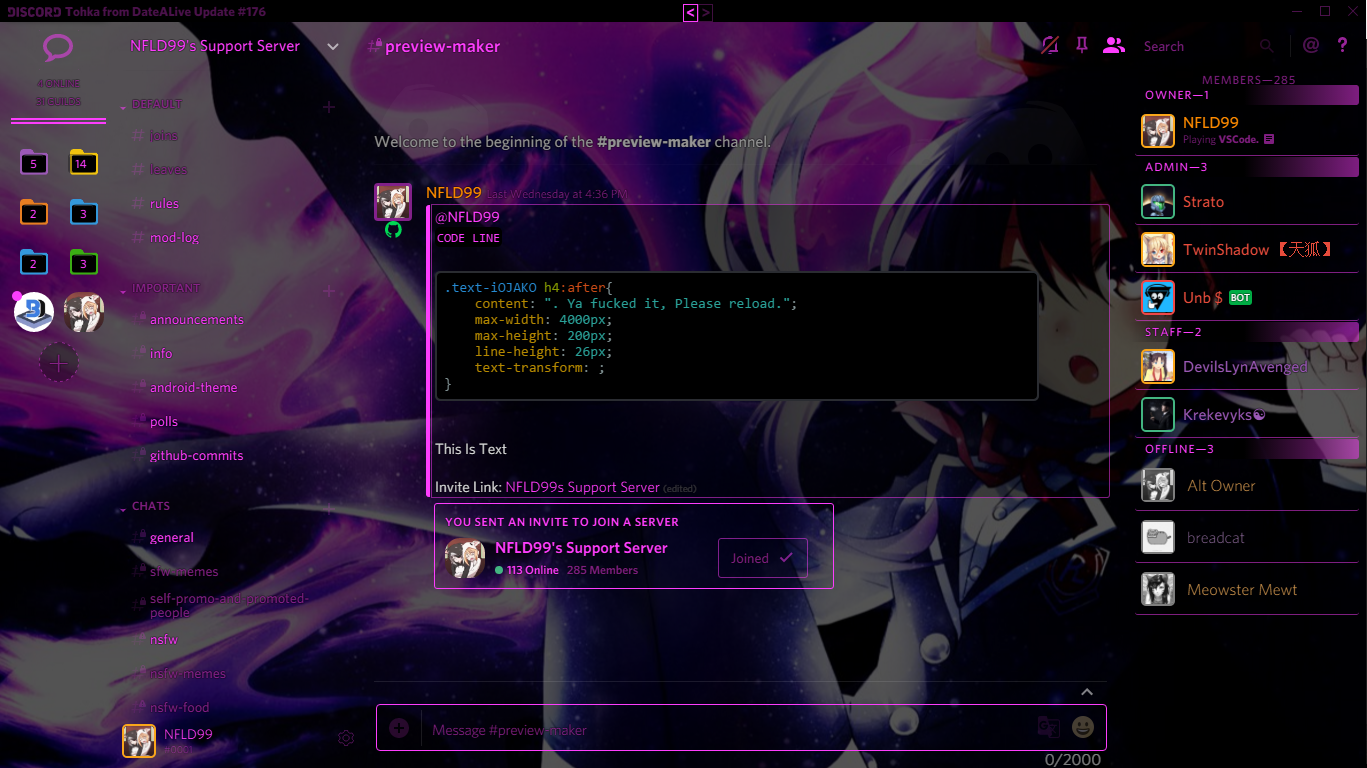 DISCORD Tohka from DateALive Update #176
< >
NFLD99's Support Server
#preview-maker
Search
@ ?
4 ONLINE
31 GUILDS
5
14
2
3
2
3
DEFAULT
joins
leaves
rules
mod-log
IMPORTANT
announcements
info
android-theme
polls
github-commits
CHATS
general
sfw-memes
self-promo-and-promoted-
people
nsfw
nsfw-memes
nsfw-food
NFLD99
Welcome to the beginning of the #preview-maker channel.
NFLD99 Last Wednesday at 4:36 PM
@NFLD99
CODE LINE
.text-iOJAKO h4:after{
content: ". Ya fucked it, Please reload.";
max-width: 4000px;
max-height: 200px;
line-height: 26px;
text-transform: ;
}
This Is Text
Invite Link: NFLD99s Support Server (edited)
YOU SENT AN INVITE TO JOIN A SERVER
NFLD99's Support Server
113 Online 285 Members
Joined
Message #preview-maker
0/2000
MEMBERS—285
OWNER—1
NFLD99
Playing VSCode.
ADMIN—3
Strato
TwinShadow 【天狐】
Unb $ BOT
STAFF—2
DevilsLynAvenged
Krekevyks☯
OFFLINE—3
Alt Owner
breadcat
Meowster Mewt